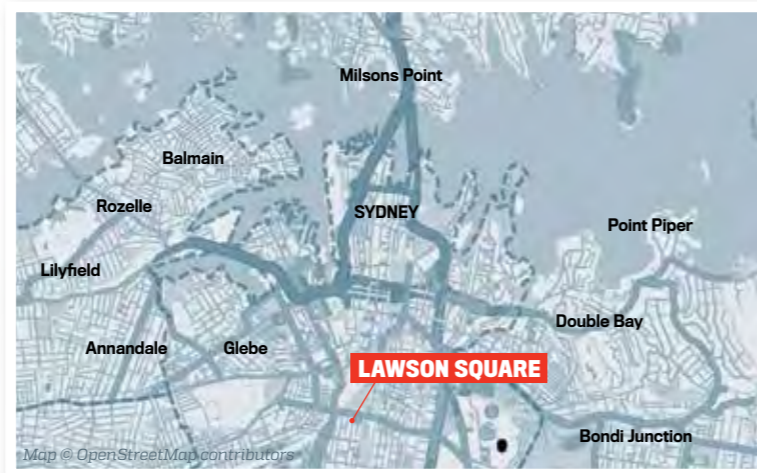 Milsons Point
Balmain
Rozelle
SYDNEY
Point Piper
Lilyfield
Double Bay
Annandale
Glebe
LAWSON SQUARE
Bondi Junction
Map © OpenStreetMap contributors